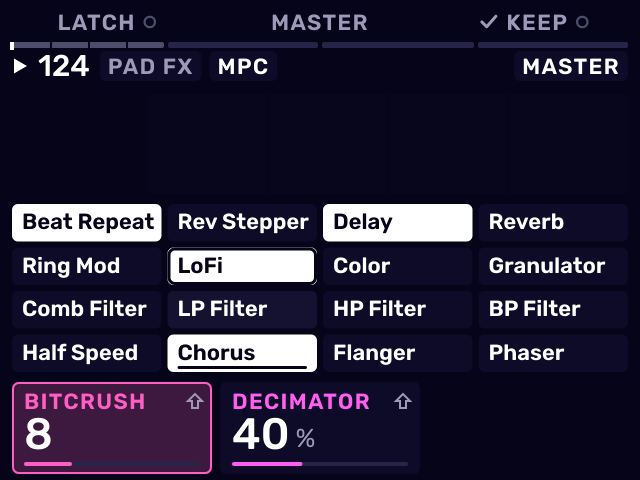 LATCH MASTER KEEP
124 PAD FX MPC MASTER
Beat Repeat Rev Stepper Delay Reverb
Ring Mod LoFi Color Granulator
Comb Filter LP Filter HP Filter BP Filter
Half Speed Chorus Flanger Phaser
BITCRUSH DECIMATOR
8 40 %